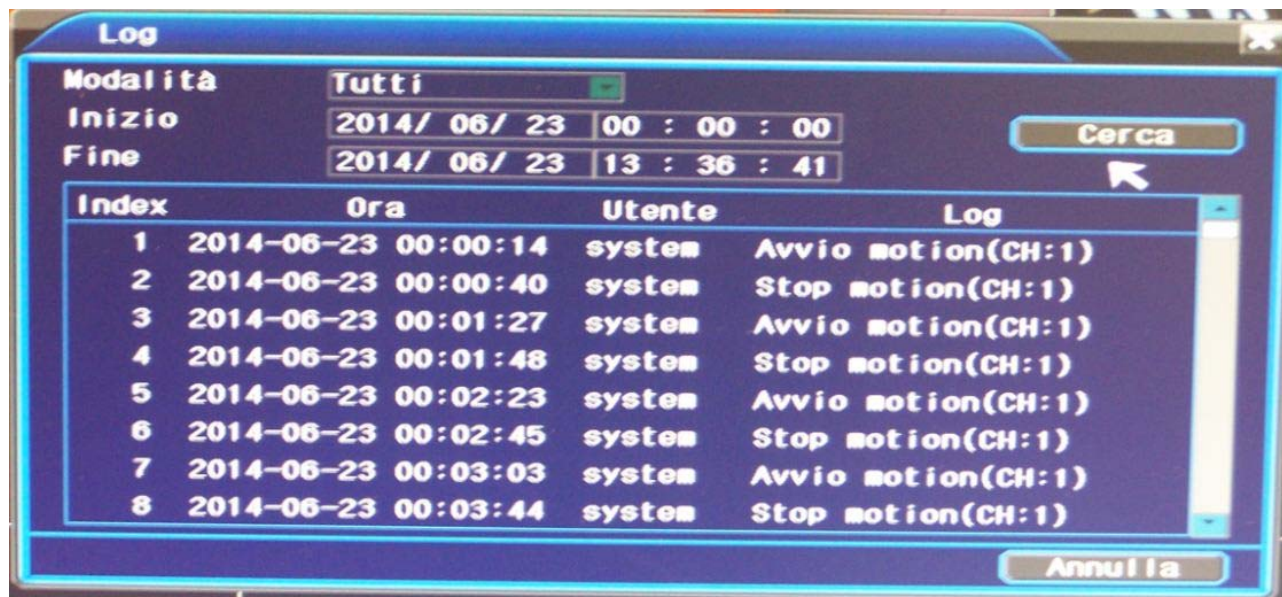 Log
Modalità Tutti
Inizio 2014/ 06/ 23 00 : 00 : 00 Cerca
Fine 2014/ 06/ 23 13 : 36 : 41
Index Ora Utente Log
1 2014-06-23 00:00:14 system Avvio motion(CH:1)
2 2014-06-23 00:00:40 system Stop motion(CH:1)
3 2014-06-23 00:01:27 system Avvio motion(CH:1)
4 2014-06-23 00:01:48 system Stop motion(CH:1)
5 2014-06-23 00:02:23 system Avvio motion(CH:1)
6 2014-06-23 00:02:45 system Stop motion(CH:1)
7 2014-06-23 00:03:03 system Avvio motion(CH:1)
8 2014-06-23 00:03:44 system Stop motion(CH:1)
Annulla